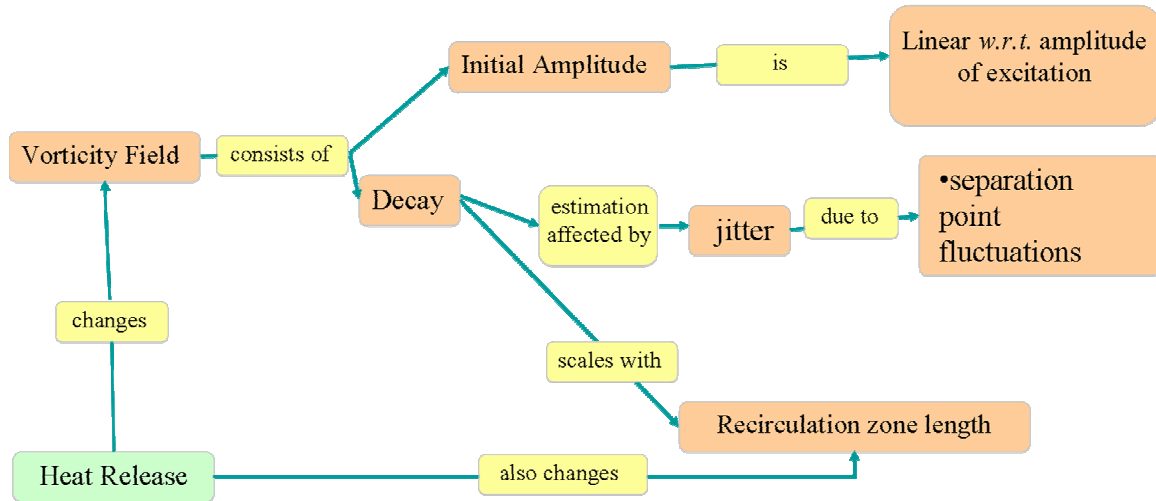 Linear w.r.t. amplitude
of excitation
Initial Amplitude
is
Vorticity Field
consists of
Decay
estimation
affected by
jitter
due to
•separation
point
fluctuations
changes
scales with
Recirculation zone length
Heat Release
also changes